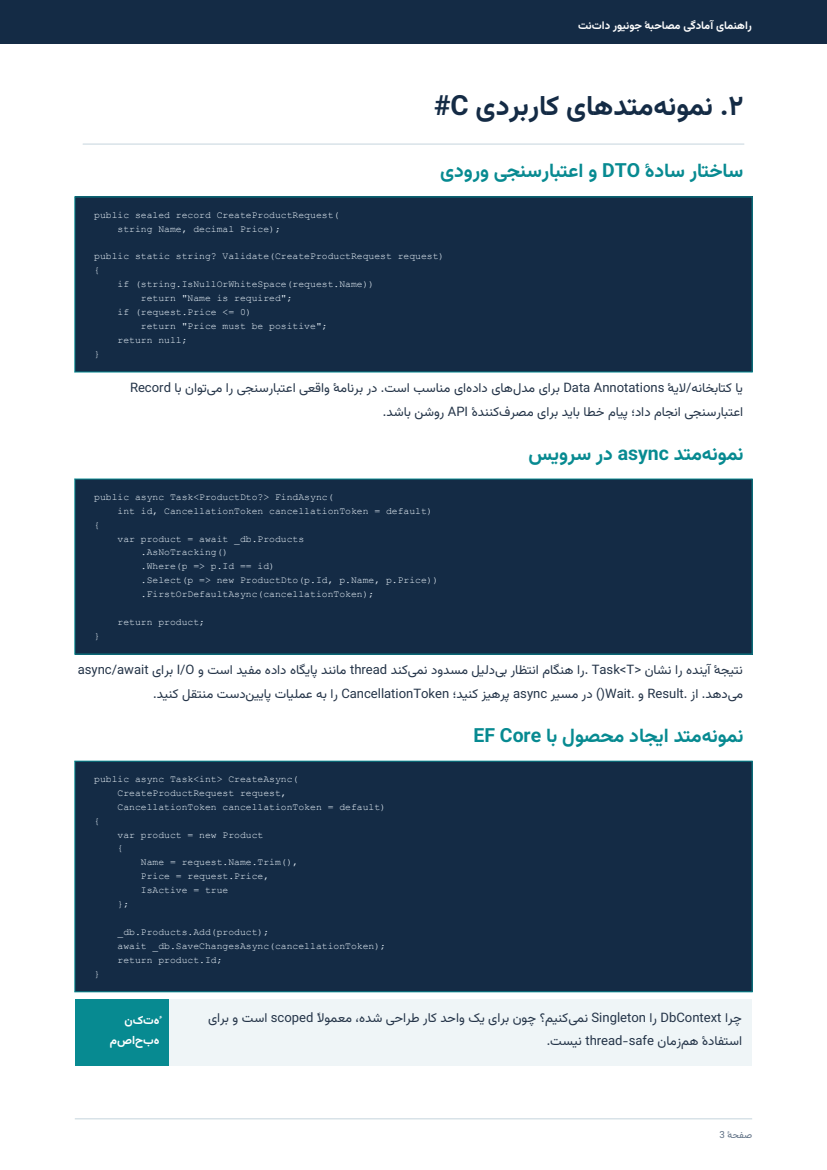 راهنمای آمادگی مصاحبهٔ جونیور دات‌نت
۲. نمونه‌متدهای کاربردی C#
ساختار سادهٔ DTO و اعتبارسنجی ورودی
public sealed record CreateProductRequest(
    string Name, decimal Price);

public static string? Validate(CreateProductRequest request)
{
    if (string.IsNullOrWhiteSpace(request.Name))
        return "Name is required";
    if (request.Price <= 0)
        return "Price must be positive";
    return null;
}
یا کتابخانه/لایهٔ Data Annotations برای مدل‌های داده‌ای مناسب است. در برنامهٔ واقعی اعتبارسنجی را می‌توان با Record
اعتبارسنجی انجام داد؛ پیام خطا باید برای مصرف‌کنندهٔ API روشن باشد.
نمونه‌متد async در سرویس
public async Task<ProductDto?> FindAsync(
    int id, CancellationToken cancellationToken = default)
{
    var product = await _db.Products
        .AsNoTracking()
        .Where(p => p.Id == id)
        .Select(p => new ProductDto(p.Id, p.Name, p.Price))
        .FirstOrDefaultAsync(cancellationToken);

    return product;
}
نتیجهٔ آینده را نشان Task<T> .را هنگام انتظار بی‌دلیل مسدود نمی‌کند thread مانند پایگاه داده مفید است و I/O برای async/await
می‌دهد. از .Result و .Wait() در مسیر async پرهیز کنید؛ CancellationToken را به عملیات پایین‌دست منتقل کنید.
نمونه‌متد ایجاد محصول با EF Core
public async Task<int> CreateAsync(
    CreateProductRequest request,
    CancellationToken cancellationToken = default)
{
    var product = new Product
    {
        Name = request.Name.Trim(),
        Price = request.Price,
        IsActive = true
    };

    _db.Products.Add(product);
    await _db.SaveChangesAsync(cancellationToken);
    return product.Id;
}
چرا DbContext را Singleton نمی‌کنیم؟ چون برای یک واحد کار طراحی شده، معمولاً scoped است و برای
استفادهٔ هم‌زمان thread-safe نیست.
ٔهتکن
هبحاصم
صفحهٔ 3